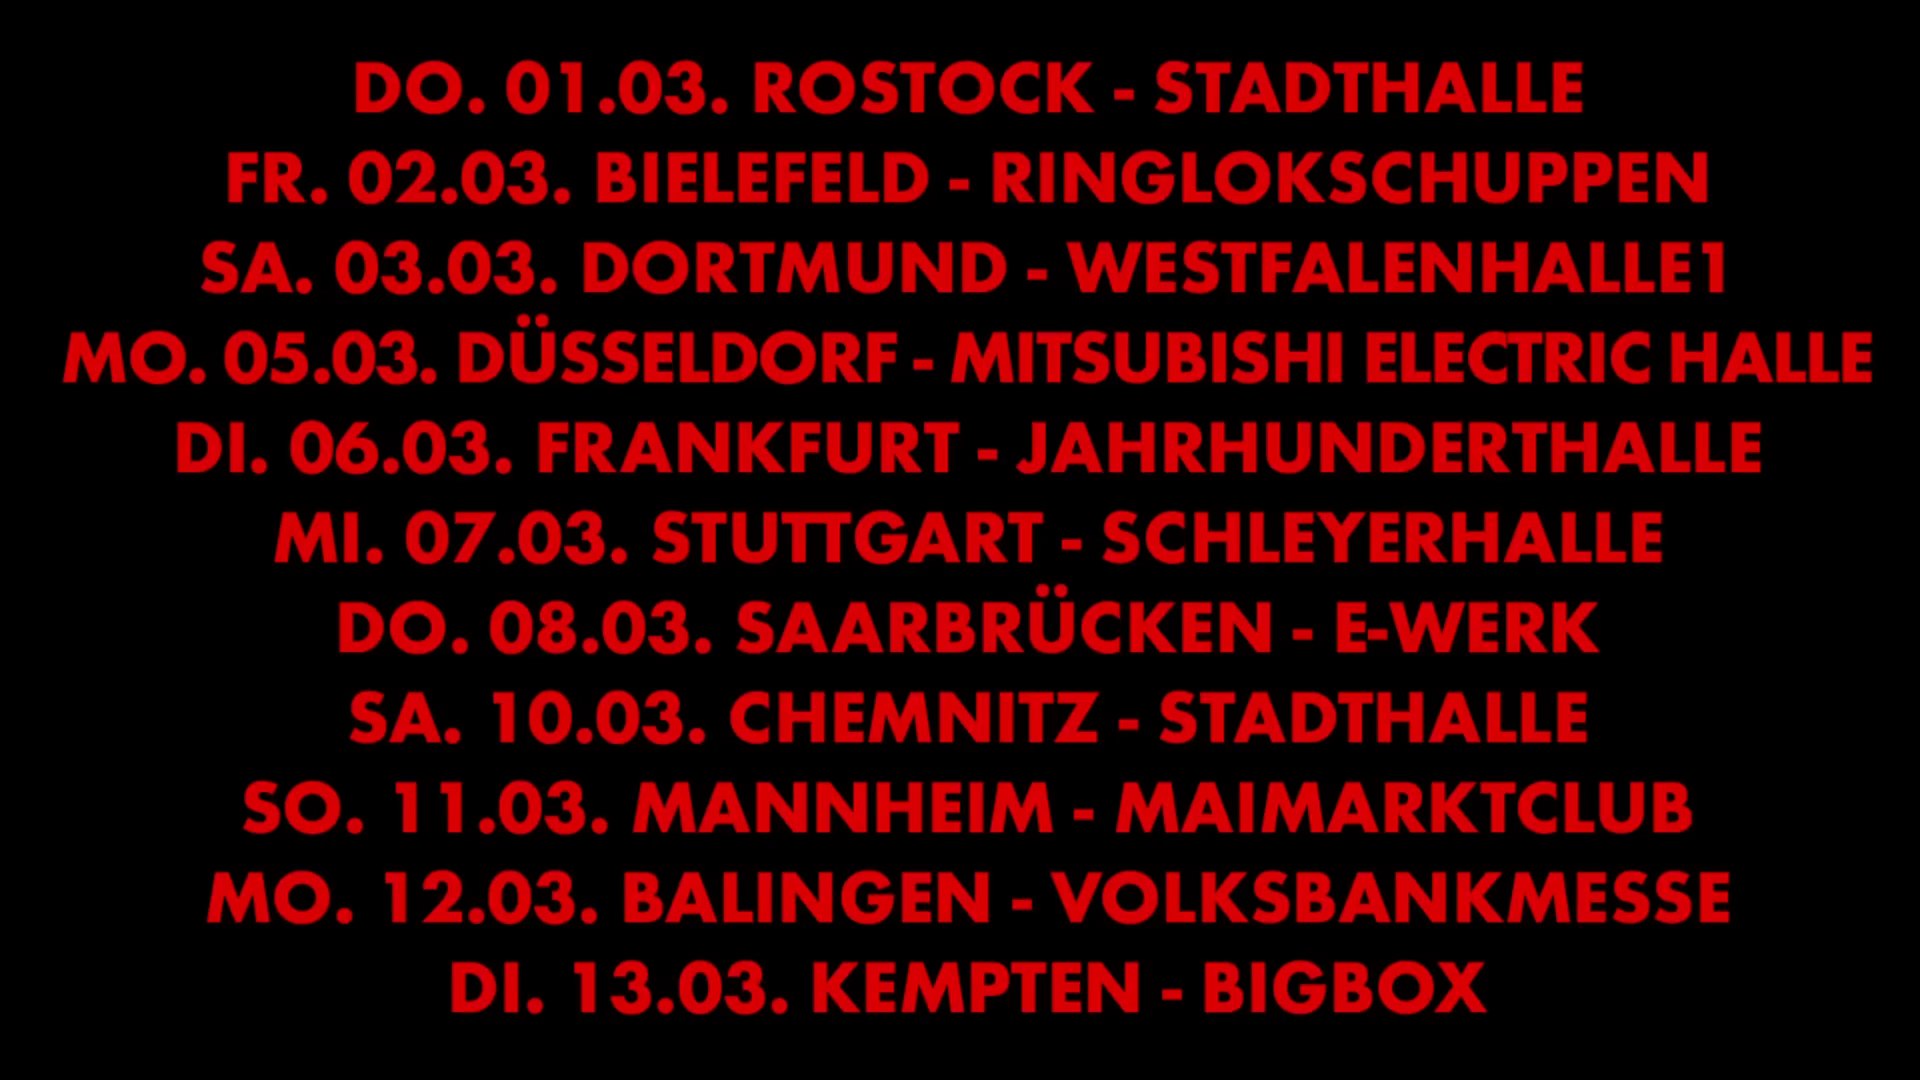 DO. 01.03. ROSTOCK - STADTHALLE
FR. 02.03. BIELEFELD - RINGLOKSCHUPPEN
SA. 03.03. DORTMUND - WESTFALENHALLE1
MO. 05.03. DÜSSELDORF - MITSUBISHI ELECTRIC HALLE
DI. 06.03. FRANKFURT - JAHRHUNDERTHALLE
MI. 07.03. STUTTGART - SCHLEYERHALLE
DO. 08.03. SAARBRÜCKEN - E-WERK
SA. 10.03. CHEMNITZ - STADTHALLE
SO. 11.03. MANNHEIM - MAIMARKTCLUB
MO. 12.03. BALINGEN - VOLKSBANKMESSE
DI. 13.03. KEMPTEN - BIGBOX